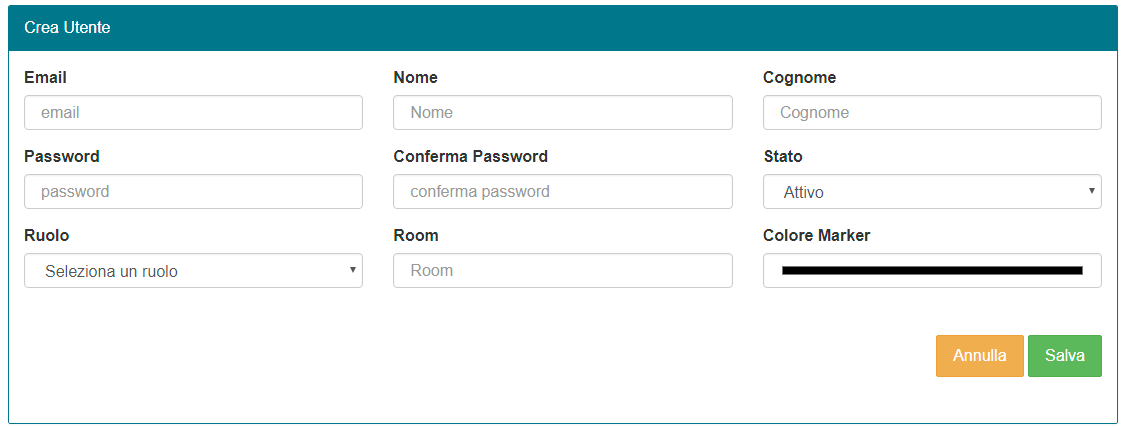 Crea Utente
Email Nome Cognome
email Nome Cognome
Password Conferma Password Stato
password conferma password Attivo
Ruolo Room Colore Marker
Seleziona un ruolo Room
Annulla Salva